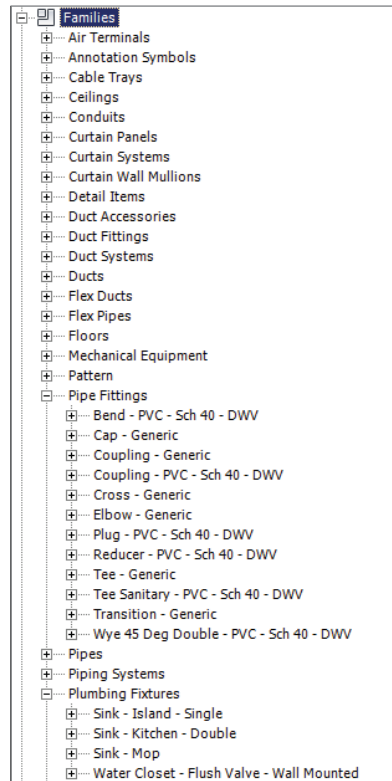 Families
Air Terminals
Annotation Symbols
Cable Trays
Ceilings
Conduits
Curtain Panels
Curtain Systems
Curtain Wall Mullions
Detail Items
Duct Accessories
Duct Fittings
Duct Systems
Ducts
Flex Ducts
Flex Pipes
Floors
Mechanical Equipment
Pattern
Pipe Fittings
Bend - PVC - Sch 40 - DWV
Cap - Generic
Coupling - Generic
Coupling - PVC - Sch 40 - DWV
Cross - Generic
Elbow - Generic
Plug - PVC - Sch 40 - DWV
Reducer - PVC - Sch 40 - DWV
Tee - Generic
Tee Sanitary - PVC - Sch 40 - DWV
Transition - Generic
Wye 45 Deg Double - PVC - Sch 40 - DWV
Pipes
Piping Systems
Plumbing Fixtures
Sink - Island - Single
Sink - Kitchen - Double
Sink - Mop
Water Closet - Flush Valve - Wall Mounted